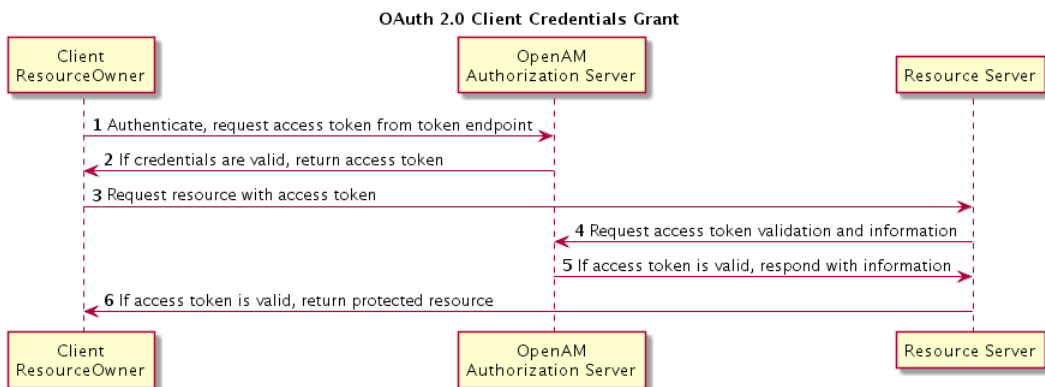 OAuth 2.0 Client Credentials Grant
Client
ResourceOwner
OpenAM
Authorization Server
Resource Server
1 Authenticate, request access token from token endpoint
2 If credentials are valid, return access token
3 Request resource with access token
4 Request access token validation and information
5 If access token is valid, respond with information
6 If access token is valid, return protected resource
Client
ResourceOwner
OpenAM
Authorization Server
Resource Server